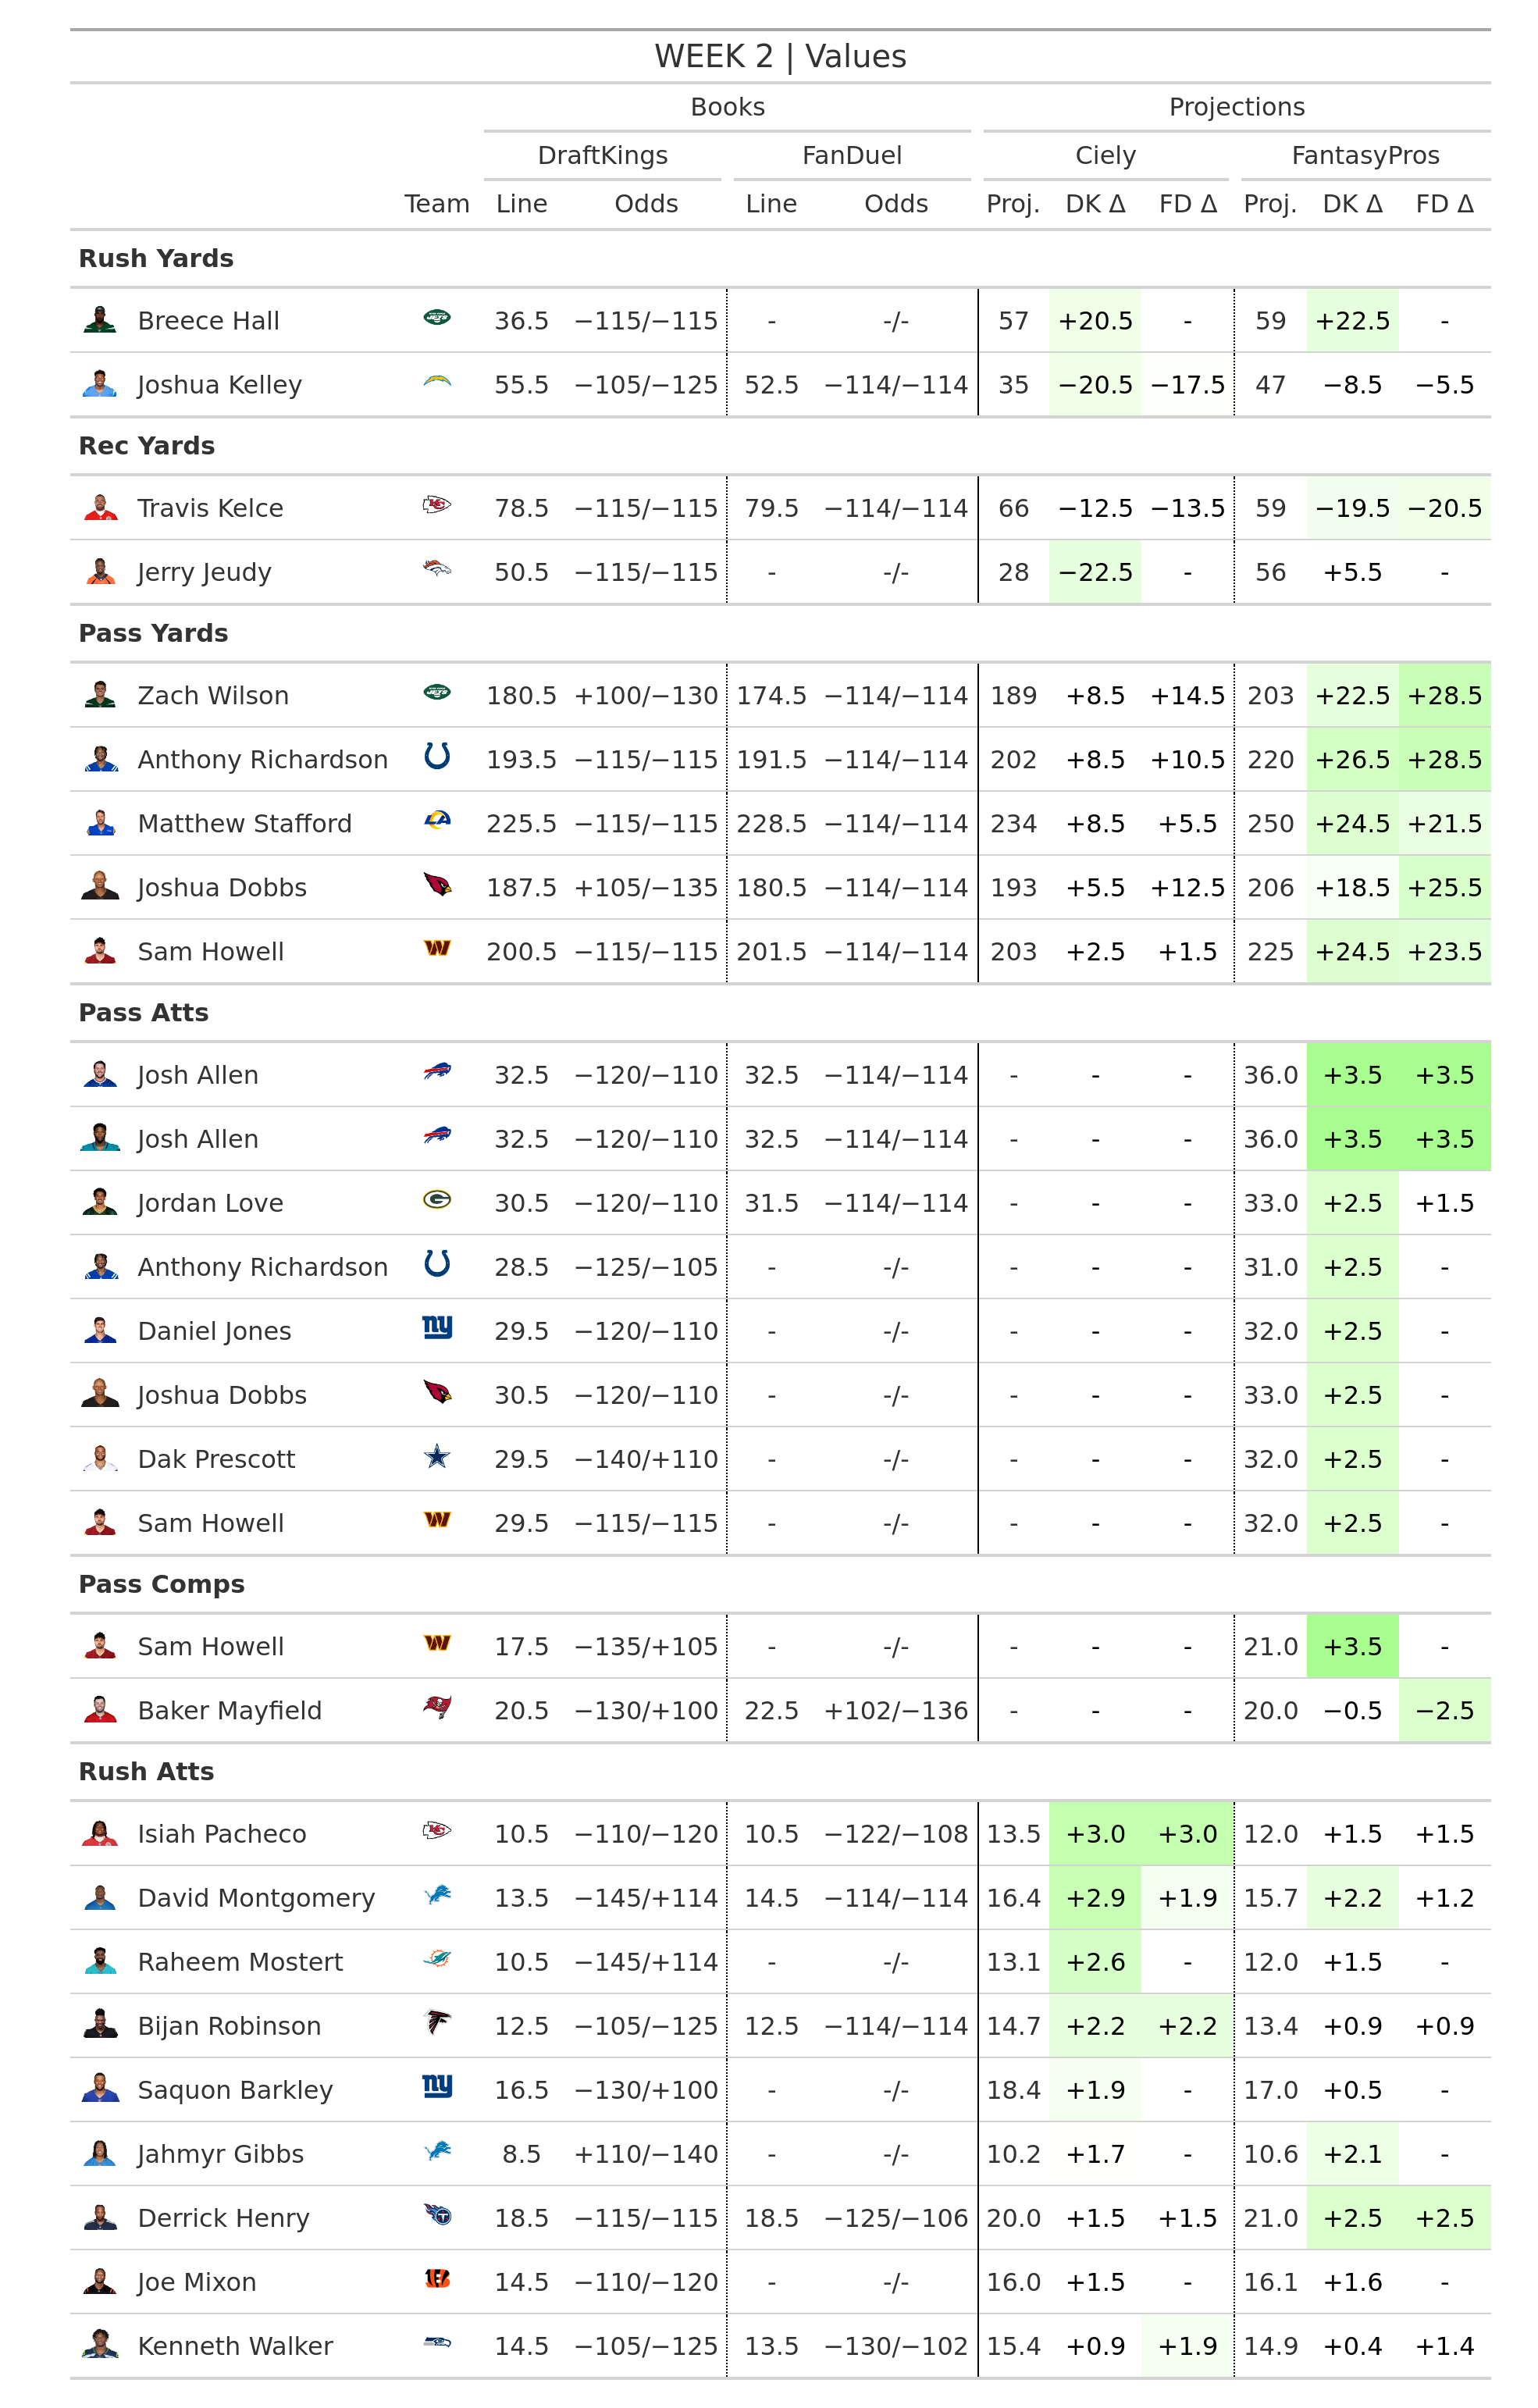 WEEK 2 | Values
Books Projections
DraftKings FanDuel Ciely FantasyPros
Team Line Odds Line Odds Proj. DK Δ FD Δ Proj. DK Δ FD Δ
Rush Yards
Breece Hall 36.5 −115/−115 - -/- 57 +20.5 - 59 +22.5 -
Joshua Kelley 55.5 −105/−125 52.5 −114/−114 35 −20.5 −17.5 47 −8.5 −5.5
Rec Yards
Travis Kelce 78.5 −115/−115 79.5 −114/−114 66 −12.5 −13.5 59 −19.5 −20.5
Jerry Jeudy 50.5 −115/−115 - -/- 28 −22.5 - 56 +5.5 -
Pass Yards
Zach Wilson 180.5 +100/−130 174.5 −114/−114 189 +8.5 +14.5 203 +22.5 +28.5
Anthony Richardson 193.5 −115/−115 191.5 −114/−114 202 +8.5 +10.5 220 +26.5 +28.5
Matthew Stafford 225.5 −115/−115 228.5 −114/−114 234 +8.5 +5.5 250 +24.5 +21.5
Joshua Dobbs 187.5 +105/−135 180.5 −114/−114 193 +5.5 +12.5 206 +18.5 +25.5
Sam Howell 200.5 −115/−115 201.5 −114/−114 203 +2.5 +1.5 225 +24.5 +23.5
Pass Atts
Josh Allen 32.5 −120/−110 32.5 −114/−114 - - - 36.0 +3.5 +3.5
Josh Allen 32.5 −120/−110 32.5 −114/−114 - - - 36.0 +3.5 +3.5
Jordan Love 30.5 −120/−110 31.5 −114/−114 - - - 33.0 +2.5 +1.5
Anthony Richardson 28.5 −125/−105 - -/- - - - 31.0 +2.5 -
Daniel Jones 29.5 −120/−110 - -/- - - - 32.0 +2.5 -
Joshua Dobbs 30.5 −120/−110 - -/- - - - 33.0 +2.5 -
Dak Prescott 29.5 −140/+110 - -/- - - - 32.0 +2.5 -
Sam Howell 29.5 −115/−115 - -/- - - - 32.0 +2.5 -
Pass Comps
Sam Howell 17.5 −135/+105 - -/- - - - 21.0 +3.5 -
Baker Mayfield 20.5 −130/+100 22.5 +102/−136 - - - 20.0 −0.5 −2.5
Rush Atts
Isiah Pacheco 10.5 −110/−120 10.5 −122/−108 13.5 +3.0 +3.0 12.0 +1.5 +1.5
David Montgomery 13.5 −145/+114 14.5 −114/−114 16.4 +2.9 +1.9 15.7 +2.2 +1.2
Raheem Mostert 10.5 −145/+114 - -/- 13.1 +2.6 - 12.0 +1.5 -
Bijan Robinson 12.5 −105/−125 12.5 −114/−114 14.7 +2.2 +2.2 13.4 +0.9 +0.9
Saquon Barkley 16.5 −130/+100 - -/- 18.4 +1.9 - 17.0 +0.5 -
Jahmyr Gibbs 8.5 +110/−140 - -/- 10.2 +1.7 - 10.6 +2.1 -
Derrick Henry 18.5 −115/−115 18.5 −125/−106 20.0 +1.5 +1.5 21.0 +2.5 +2.5
Joe Mixon 14.5 −110/−120 - -/- 16.0 +1.5 - 16.1 +1.6 -
Kenneth Walker 14.5 −105/−125 13.5 −130/−102 15.4 +0.9 +1.9 14.9 +0.4 +1.4